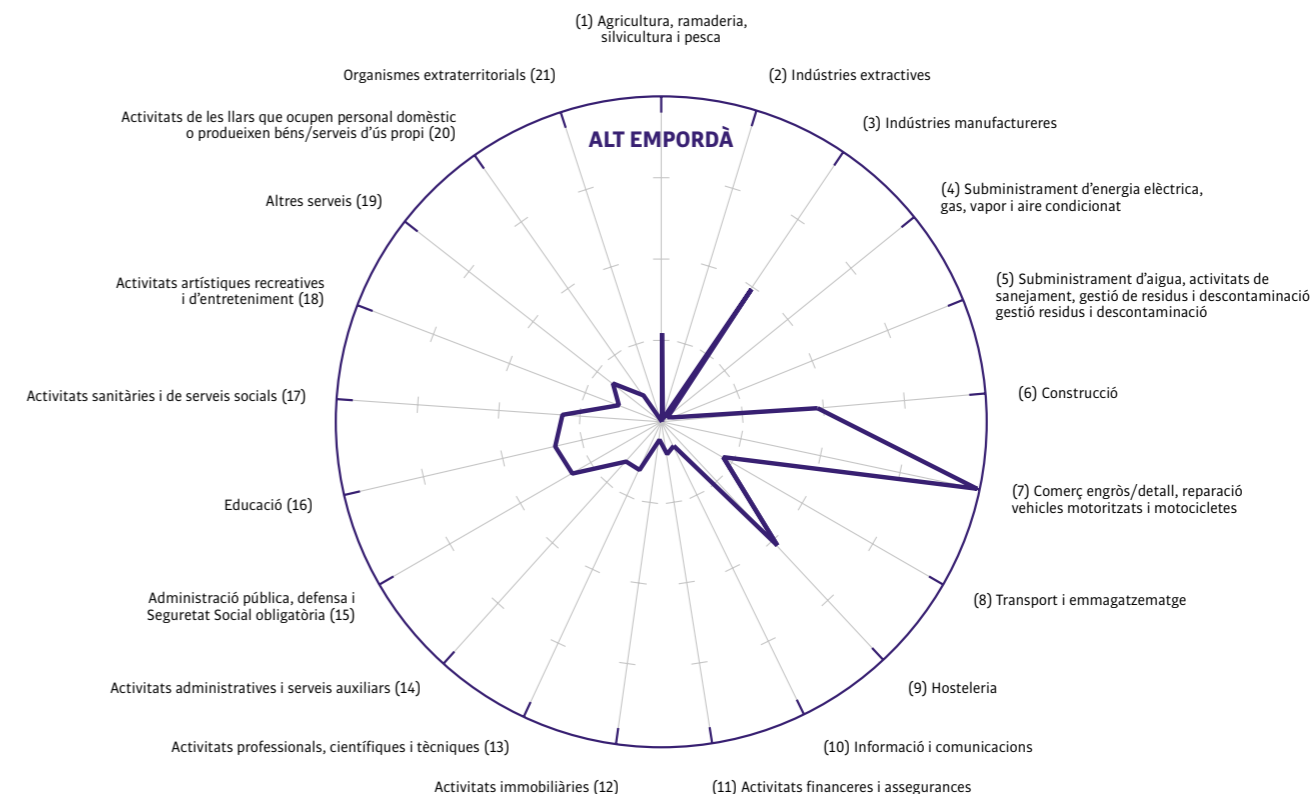 (1) Agricultura, ramaderia,
silvicultura i pesca
(2) Indústries extractives
(3) Indústries manufactureres
(4) Subministrament d'energia elèctrica,
gas, vapor i aire condicionat
(5) Subministrament d'aigua, activitats de
sanejament, gestió de residus i descontaminació
gestió residus i descontaminació
(6) Construcció
(7) Comerç engròs/detall, reparació
vehicles motoritzats i motocicletes
(8) Transport i emmagatzematge
(9) Hosteleria
(10) Informació i comunicacions
(11) Activitats financeres i assegurances
Activitats immobiliàries (12)
Activitats professionals, científiques i tècniques (13)
Activitats administratives i serveis auxiliars (14)
Administració pública, defensa i
Seguretat Social obligatòria (15)
Educació (16)
Activitats sanitàries i de serveis socials (17)
Activitats artístiques recreatives
i d'entreteniment (18)
Altres serveis (19)
Activitats de les llars que ocupen personal domèstic
o produeixen béns/serveis d'ús propi (20)
Organismes extraterritorials (21)
ALT EMPORDÀ